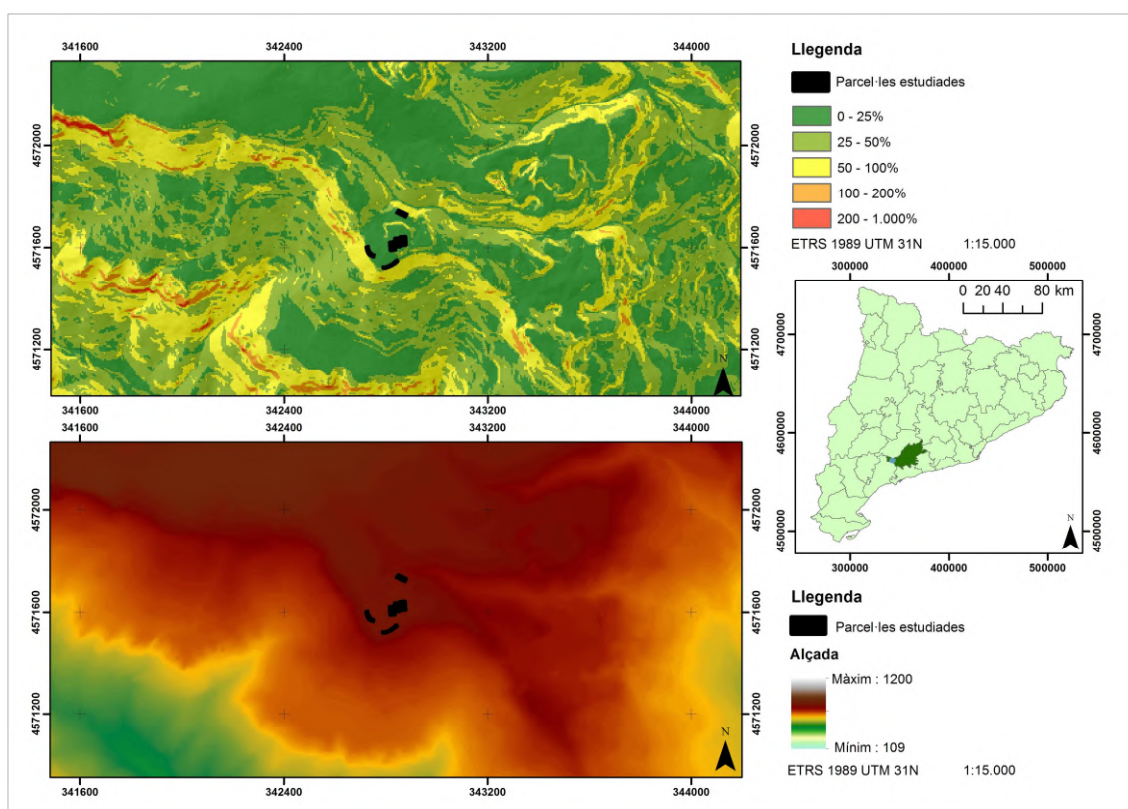 341600 342400 343200 344000
4572000
4572000
4571600
4571600
4571200
4571200
N
341600 342400 343200 344000
Llegenda
Parcel·les estudiades
0 - 25%
25 - 50%
50 - 100%
100 - 200%
200 - 1.000%
ETRS 1989 UTM 31N 1:15.000
300000 400000 500000
0 20 40 80 km
4700000
4700000
4600000
4600000
4500000
4500000
N
300000 400000 500000
342400 343200
4572000
4572000
4571600
4571600
4571200
4571200
N
341600 342400 343200 344000
Llegenda
Parcel·les estudiades
Alçada
Màxim : 1200
Mínim : 109
ETRS 1989 UTM 31N 1:15.000